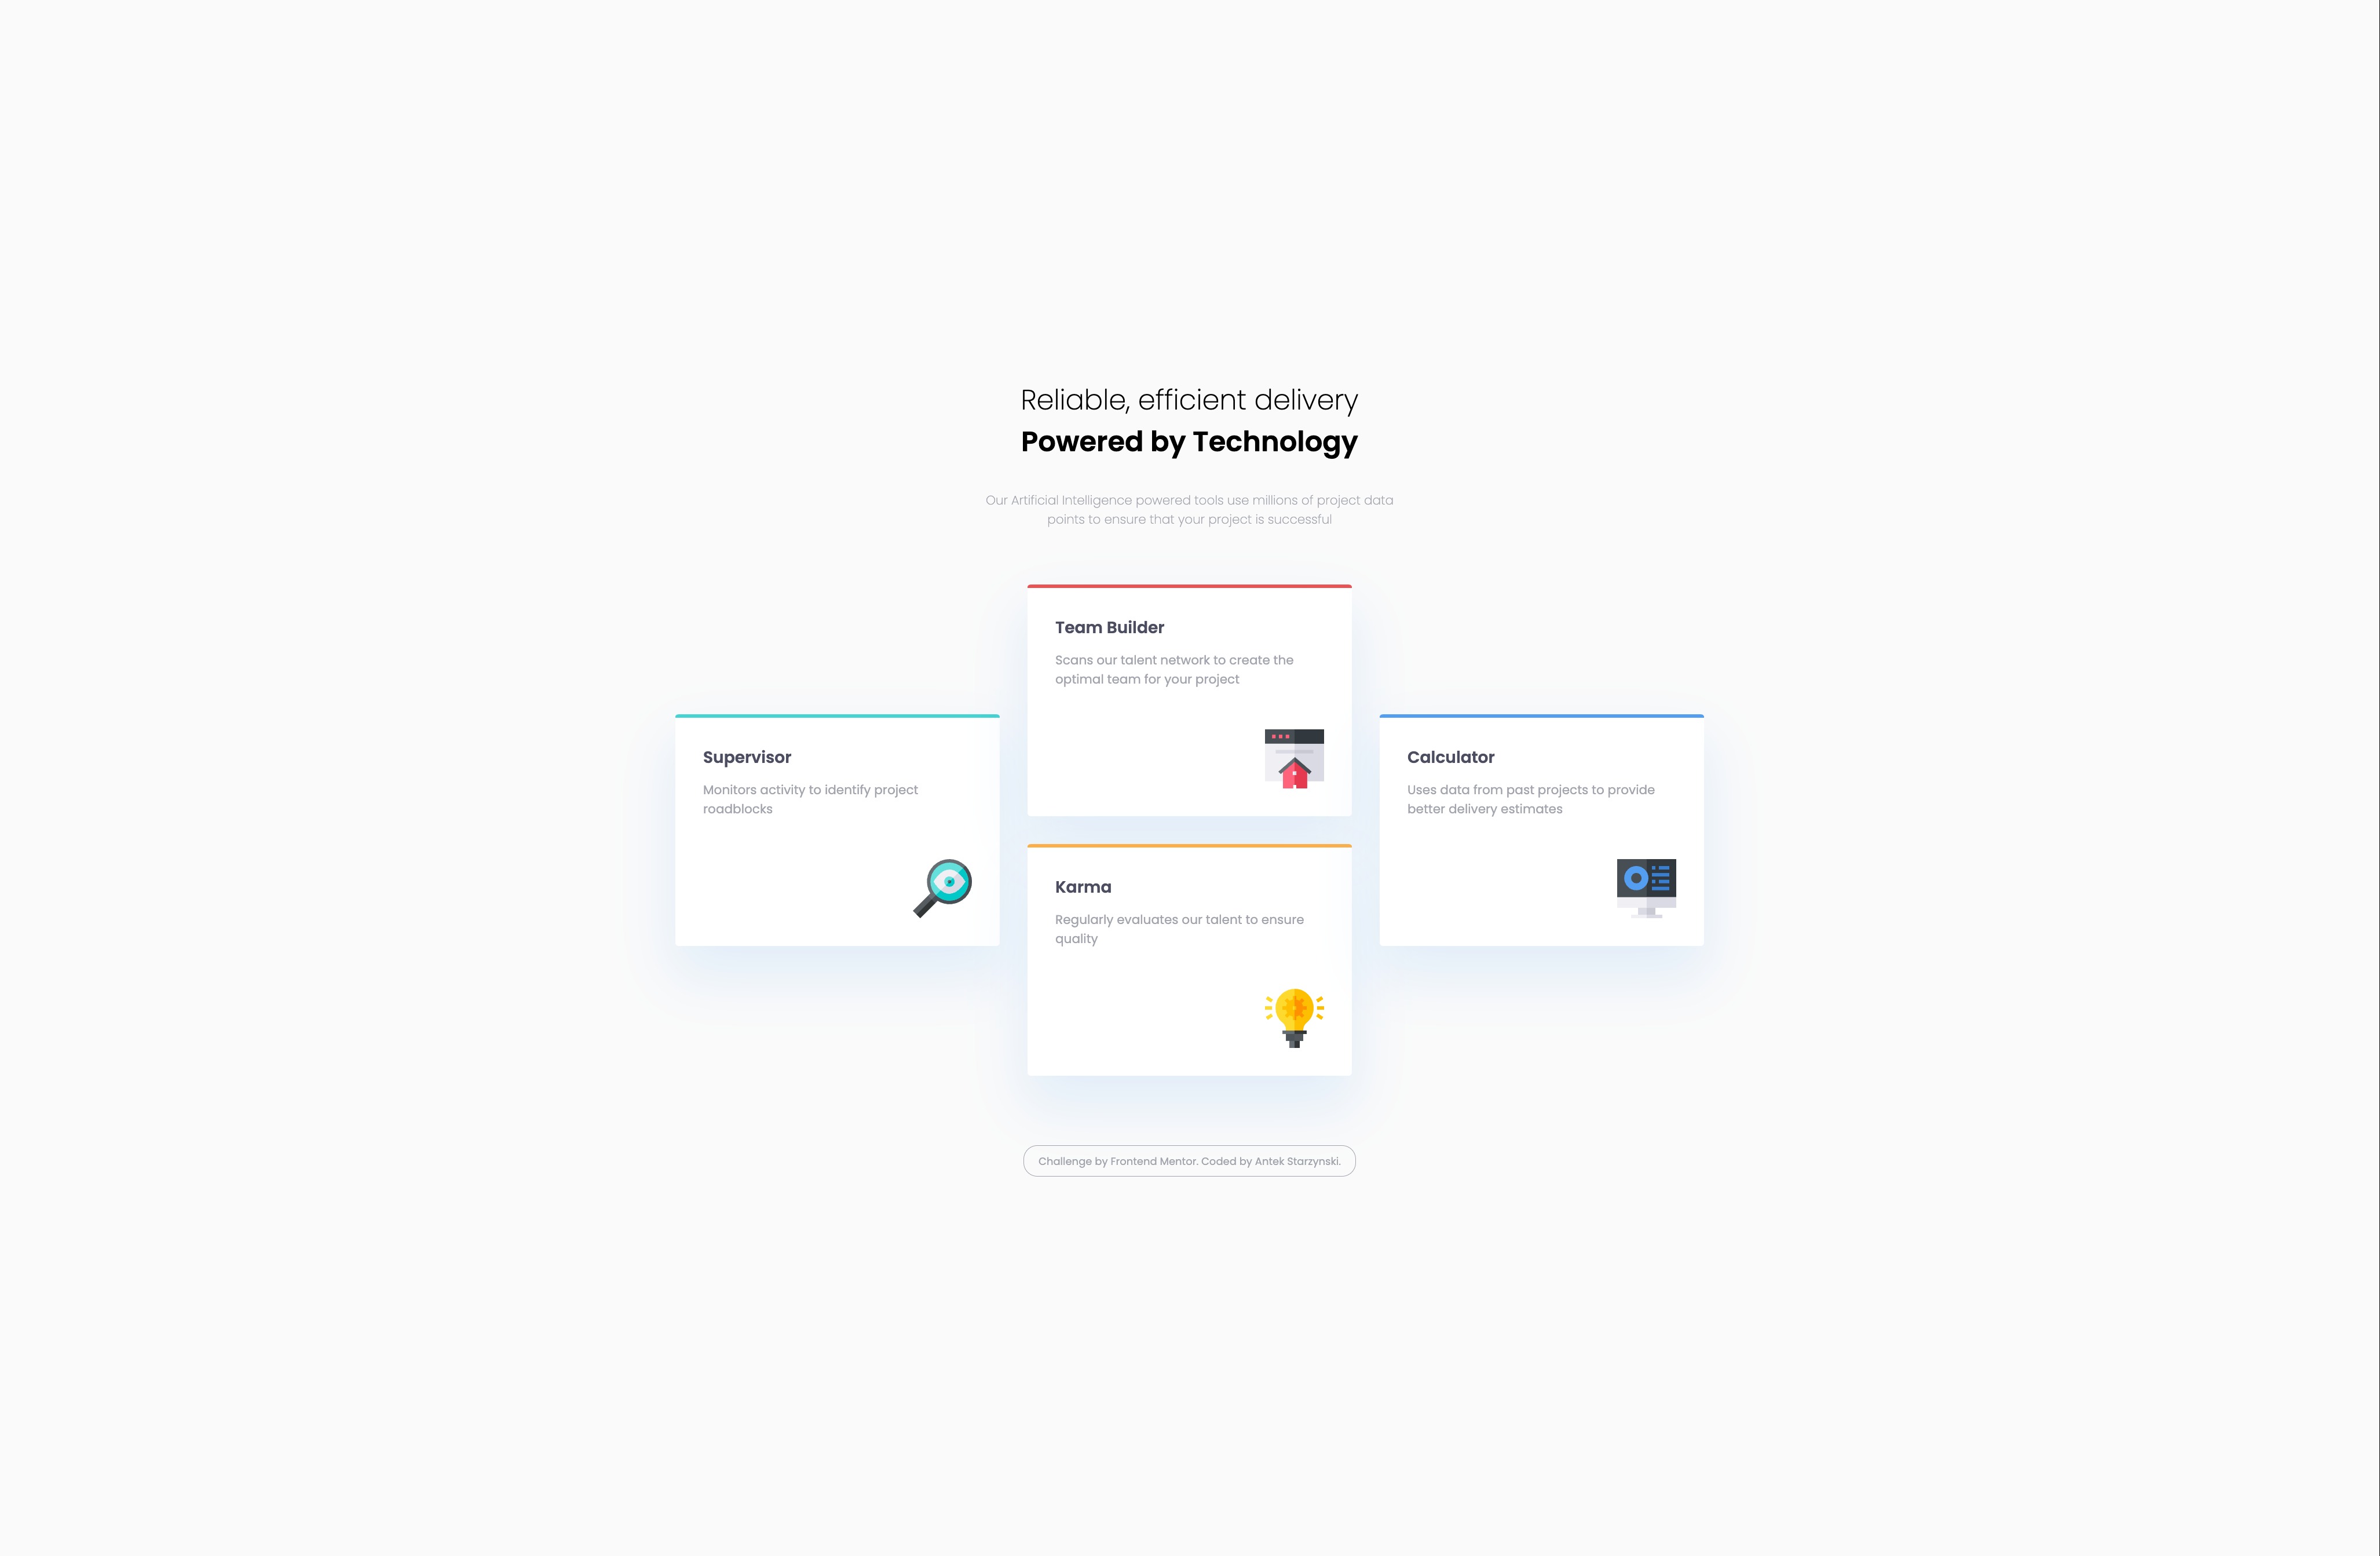 Reliable, efficient delivery
Powered by Technology
Our Artificial Intelligence powered tools use millions of project data
points to ensure that your project is successful
Team Builder
Scans our talent network to create the
optimal team for your project
Supervisor
Monitors activity to identify project
roadblocks
Calculator
Uses data from past projects to provide
better delivery estimates
Karma
Regularly evaluates our talent to ensure
quality
Challenge by Frontend Mentor. Coded by Antek Starzynski.